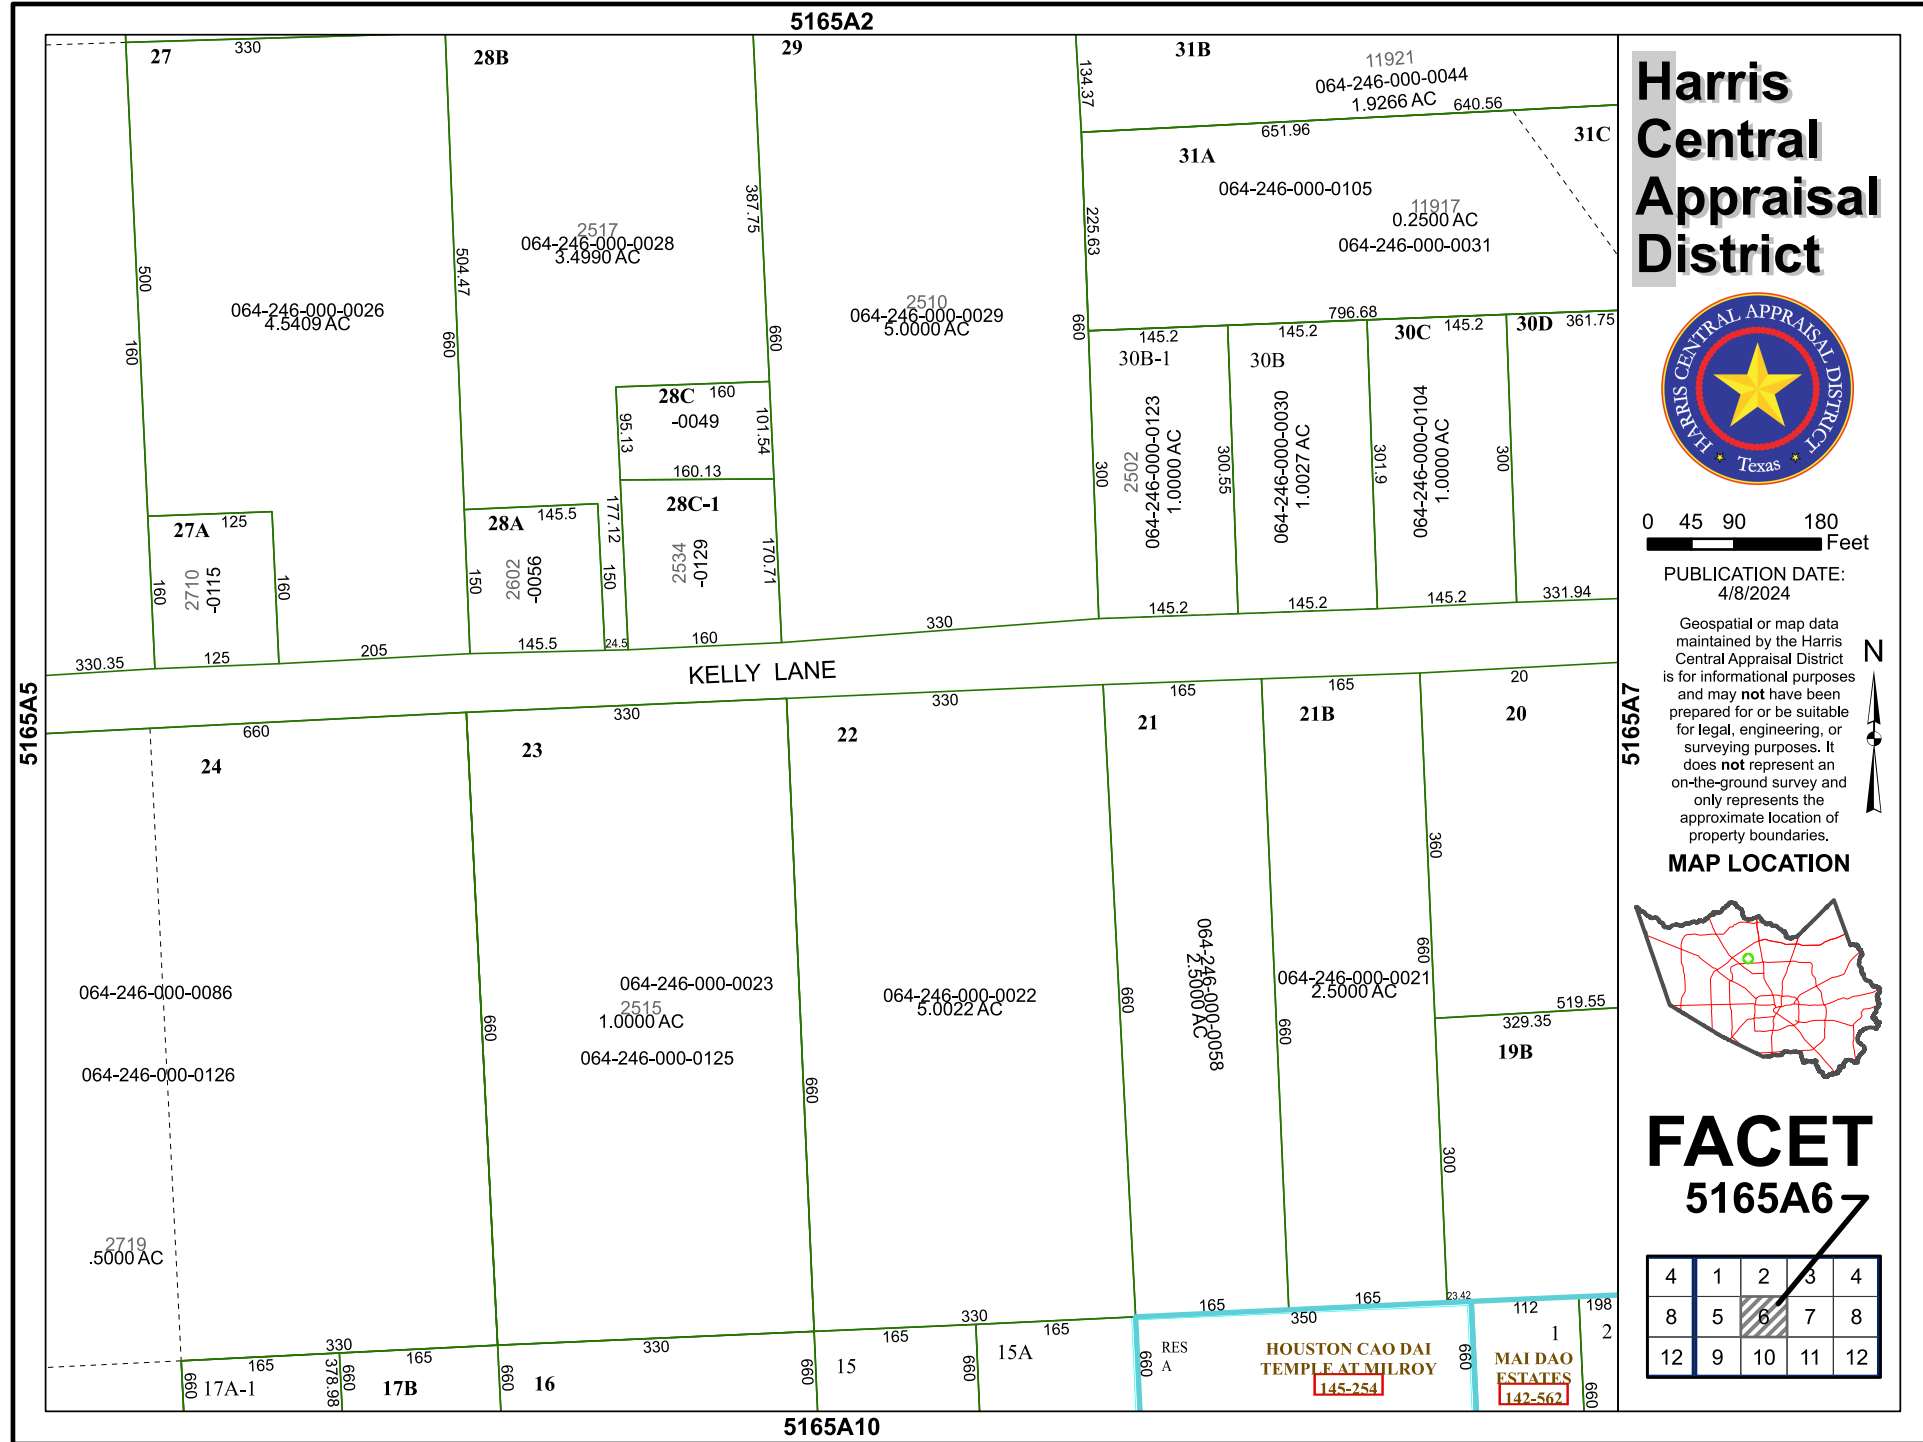 5165A2
27
330
28B
29
31B
11921
064-246-000-0044
1.9266 AC
640.56
134.37
651.96
31C
31A
064-246-000-0105
11917
0.2500 AC
064-246-000-0031
387.75
225.63
2517
064-246-000-0028
3.4990 AC
500
504.47
064-246-000-0026
4.5409 AC
2510
064-246-000-0029
5.0000 AC
160
660
660
660
796.68
145.2
145.2
30C
145.2
30D
361.75
30B-1
30B
28C
160
-0049
95.13
101.54
160.13
28C-1
177.12
2534
-0129
170.71
300
2502
064-246-000-0123
1.0000 AC
300.55
064-246-000-0030
1.0027 AC
301.9
064-246-000-0104
1.0000 AC
300
27A
125
160
2710
-0115
160
28A
145.5
150
2602
-0056
150
330.35
125
205
145.5
24.5
160
330
145.2
145.2
145.2
331.94
KELLY LANE
5165A5
5165A7
660
330
330
165
165
20
24
23
22
21
21B
20
360
660
064-246-000-0086
064-246-000-0126
2719
.5000 AC
660
064-246-000-0023
2515
1.0000 AC
064-246-000-0125
660
064-246-000-0022
5.0022 AC
660
064-246-000-0058
2.5000 AC
660
064-246-000-0021
2.5000 AC
519.55
329.35
19B
300
330
165
165
330
330
165
165
165
165
350
23.42
112
198
660
17A-1
378.98
660
17B
660
16
660
15
660
15A
660
RES
A
HOUSTON CAO DAI
TEMPLE AT MILROY
145-254
660
MAI DAO
ESTATES
142-562
1
2
660
5165A10
Harris
Central
Appraisal
District
HARRIS CENTRAL APPRAISAL DISTRICT
Texas
0 45 90 180
Feet
PUBLICATION DATE:
4/8/2024
Geospatial or map data
maintained by the Harris
Central Appraisal District
is for informational purposes
and may not have been
prepared for or be suitable
for legal, engineering, or
surveying purposes. It
does not represent an
on-the-ground survey and
only represents the
approximate location of
property boundaries.
N
MAP LOCATION
FACET
5165A6
4 1 2 3 4
8 5 6 7 8
12 9 10 11 12